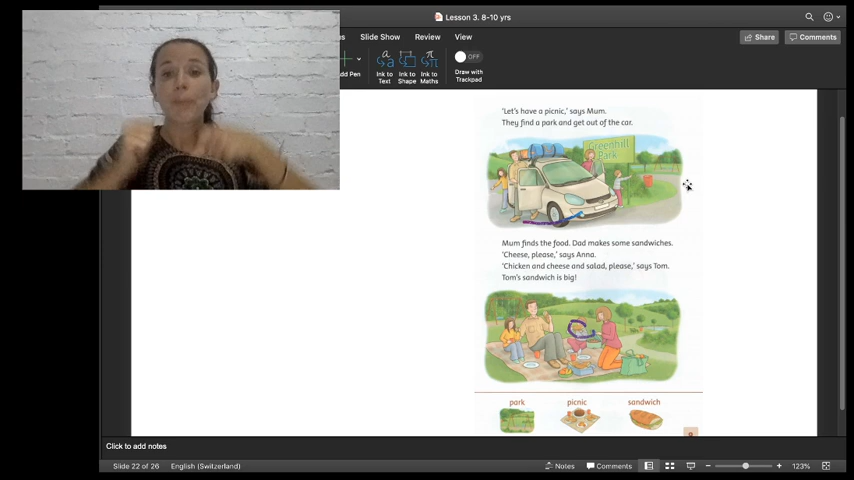 Lesson 3. 8-10 yrs
Slide Show Review View
Share Comments
Ink to Text
Ink to Shape
Ink to Maths
OFF
Draw with Trackpad
'Let's have a picnic,' says Mum.
They find a park and get out of the car.
Greenhill
Park
Mum finds the food. Dad makes some sandwiches.
'Cheese, please,' says Anna.
'Chicken and cheese and salad, please,' says Tom.
Tom's sandwich is big!
park picnic sandwich
Click to add notes
Slide 22 of 26 English (Switzerland) Notes Comments 123%